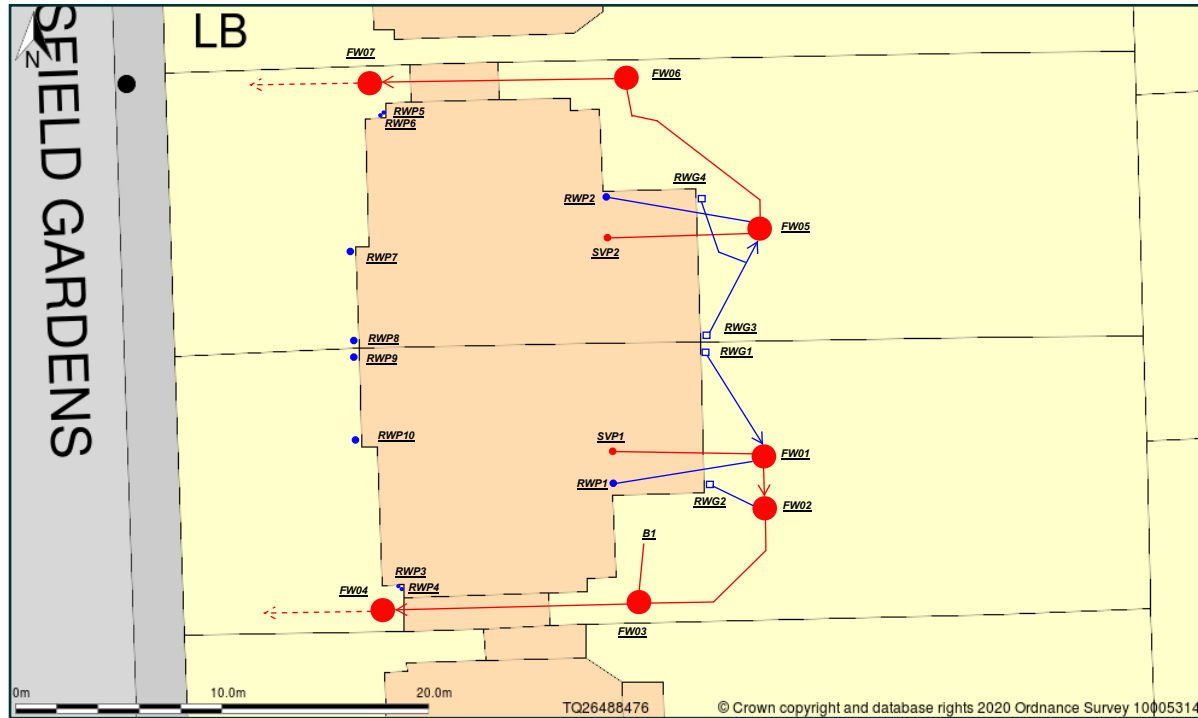 SFIELD GARDENS
N
LB
FW07
FW06
RWP5
RWP6
RWP2
RWG4
FW05
SVP2
RWP7
RWG3
RWP8
RWP9
RWG1
SVP1
RWP10
FW01
RWP1
RWG2
FW02
B1
RWP3
RWP4
FW04
FW03
0m
10.0m
20.0m
TQ26488476
© Crown copyright and database rights 2020 Ordnance Survey 10005314